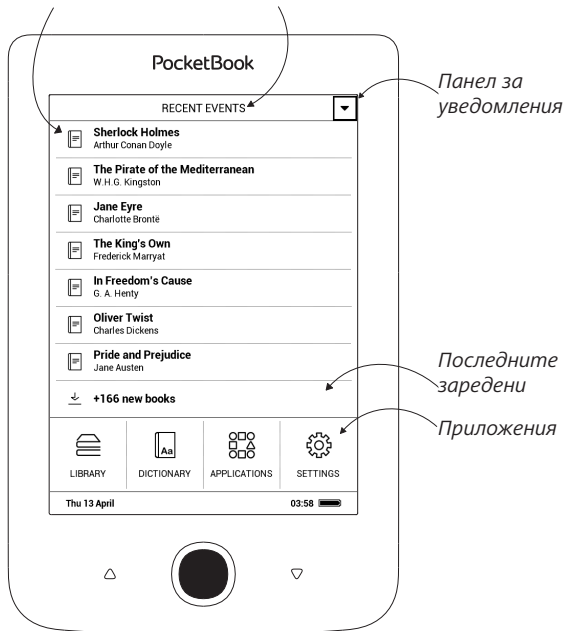 PocketBook
Панел за
уведомления
RECENT EVENTS
Sherlock Holmes
Arthur Conan Doyle
The Pirate of the Mediterranean
W.H.G. Kingston
Jane Eyre
Charlotte Brontë
The King's Own
Frederick Marryat
In Freedom's Cause
G. A. Henty
Oliver Twist
Charles Dickens
Pride and Prejudice
Jane Austen
Последните
заредени
+166 new books
Приложения
Aa
LIBRARY DICTIONARY APPLICATIONS SETTINGS
Thu 13 April 03:58